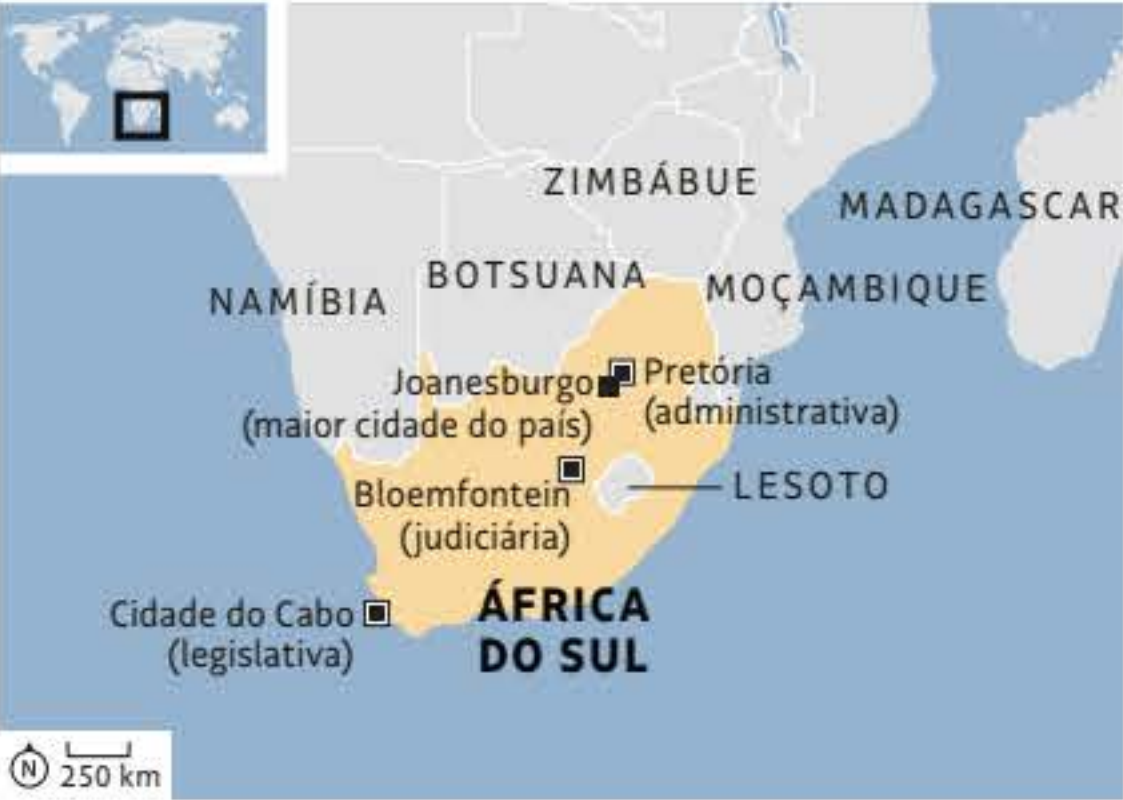 ZIMBÁBUE
MADAGASCAR
BOTSUANA
NAMÍBIA
MOÇAMBIQUE
Joanesburgo
(maior cidade do país)
Pretória
(administrativa)
Bloemfontein
(judiciária)
LESOTO
Cidade do Cabo
(legislativa)
ÁFRICA
DO SUL
N
250 km